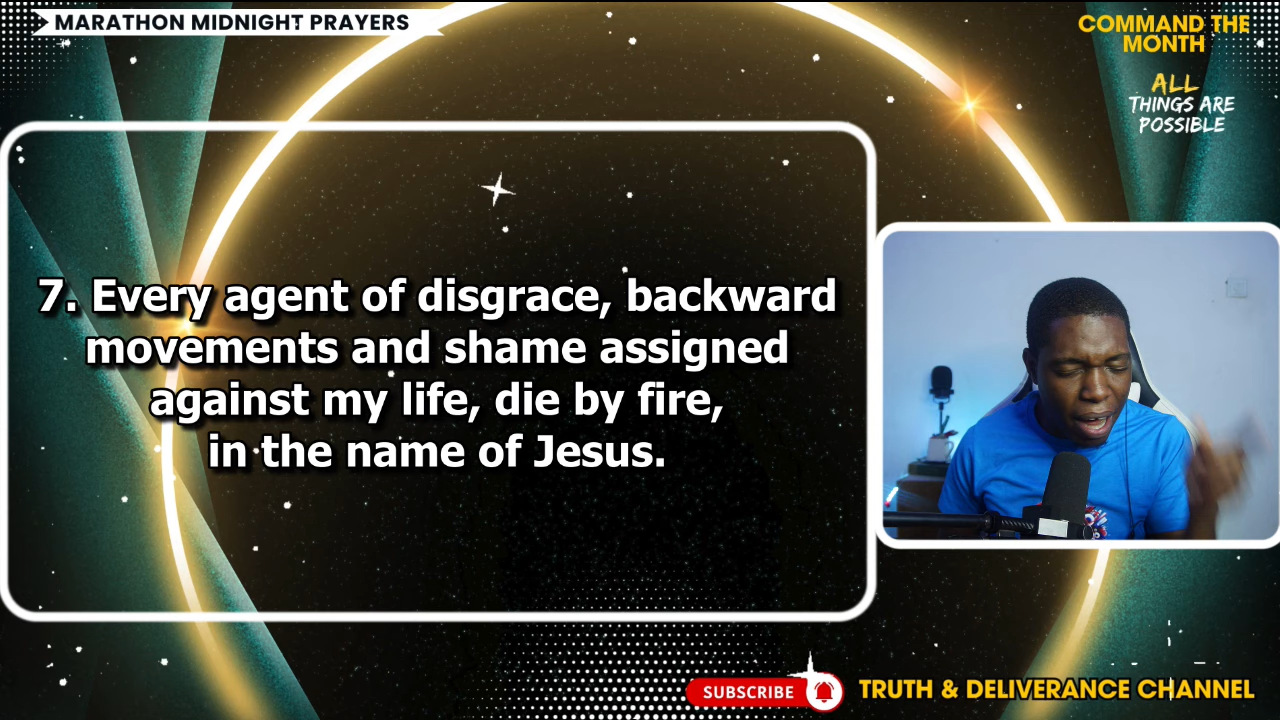 MARATHON MIDNIGHT PRAYERS
COMMAND THE
MONTH
ALL
THINGS ARE
POSSIBLE
7. Every agent of disgrace, backward
movements and shame assigned
against my life, die by fire,
in the name of Jesus.
SUBSCRIBE
TRUTH & DELIVERANCE CHANNEL